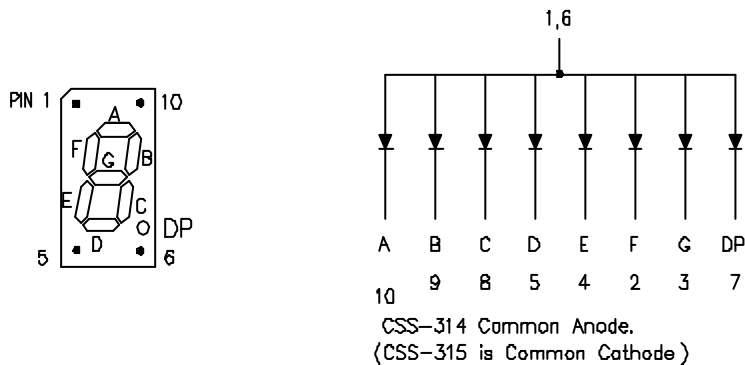 1,6
PIN 1
10
A
F
B
G
E
C
DP
D
5
6
A B C D E F G DP
10 9 8 5 4 2 3 7
CSS-314 Common Anode.
(CSS-315 is Common Cathode)